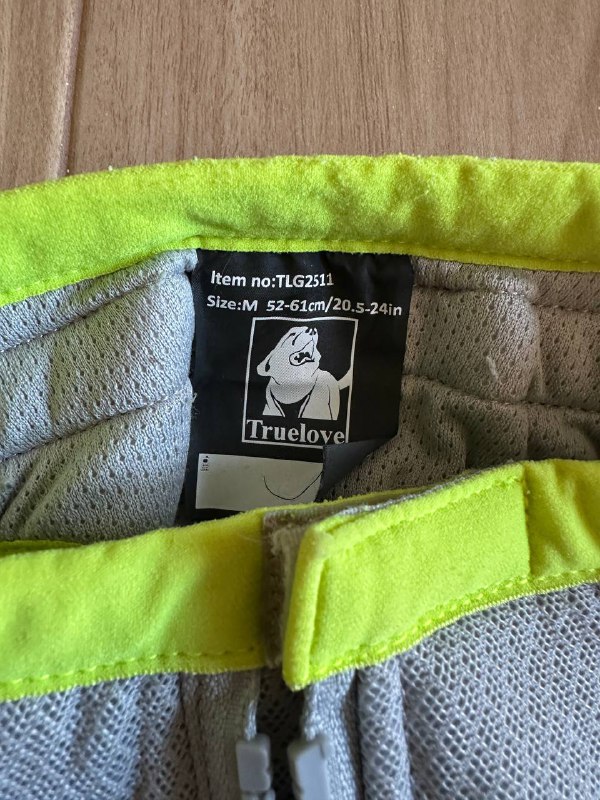 Item no:TLG2511
Size:M 52-61cm/20.5-24in
Truelove